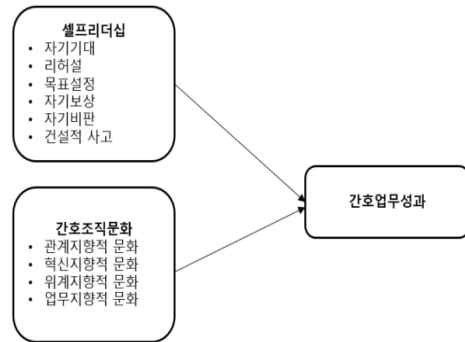 셀프리더십
• 자기기대
• 리허설
• 목표설정
• 자기보상
• 자기비판
• 건설적 사고
간호업무성과
간호조직문화
• 관계지향적 문화
• 혁신지향적 문화
• 위계지향적 문화
• 업무지향적 문화